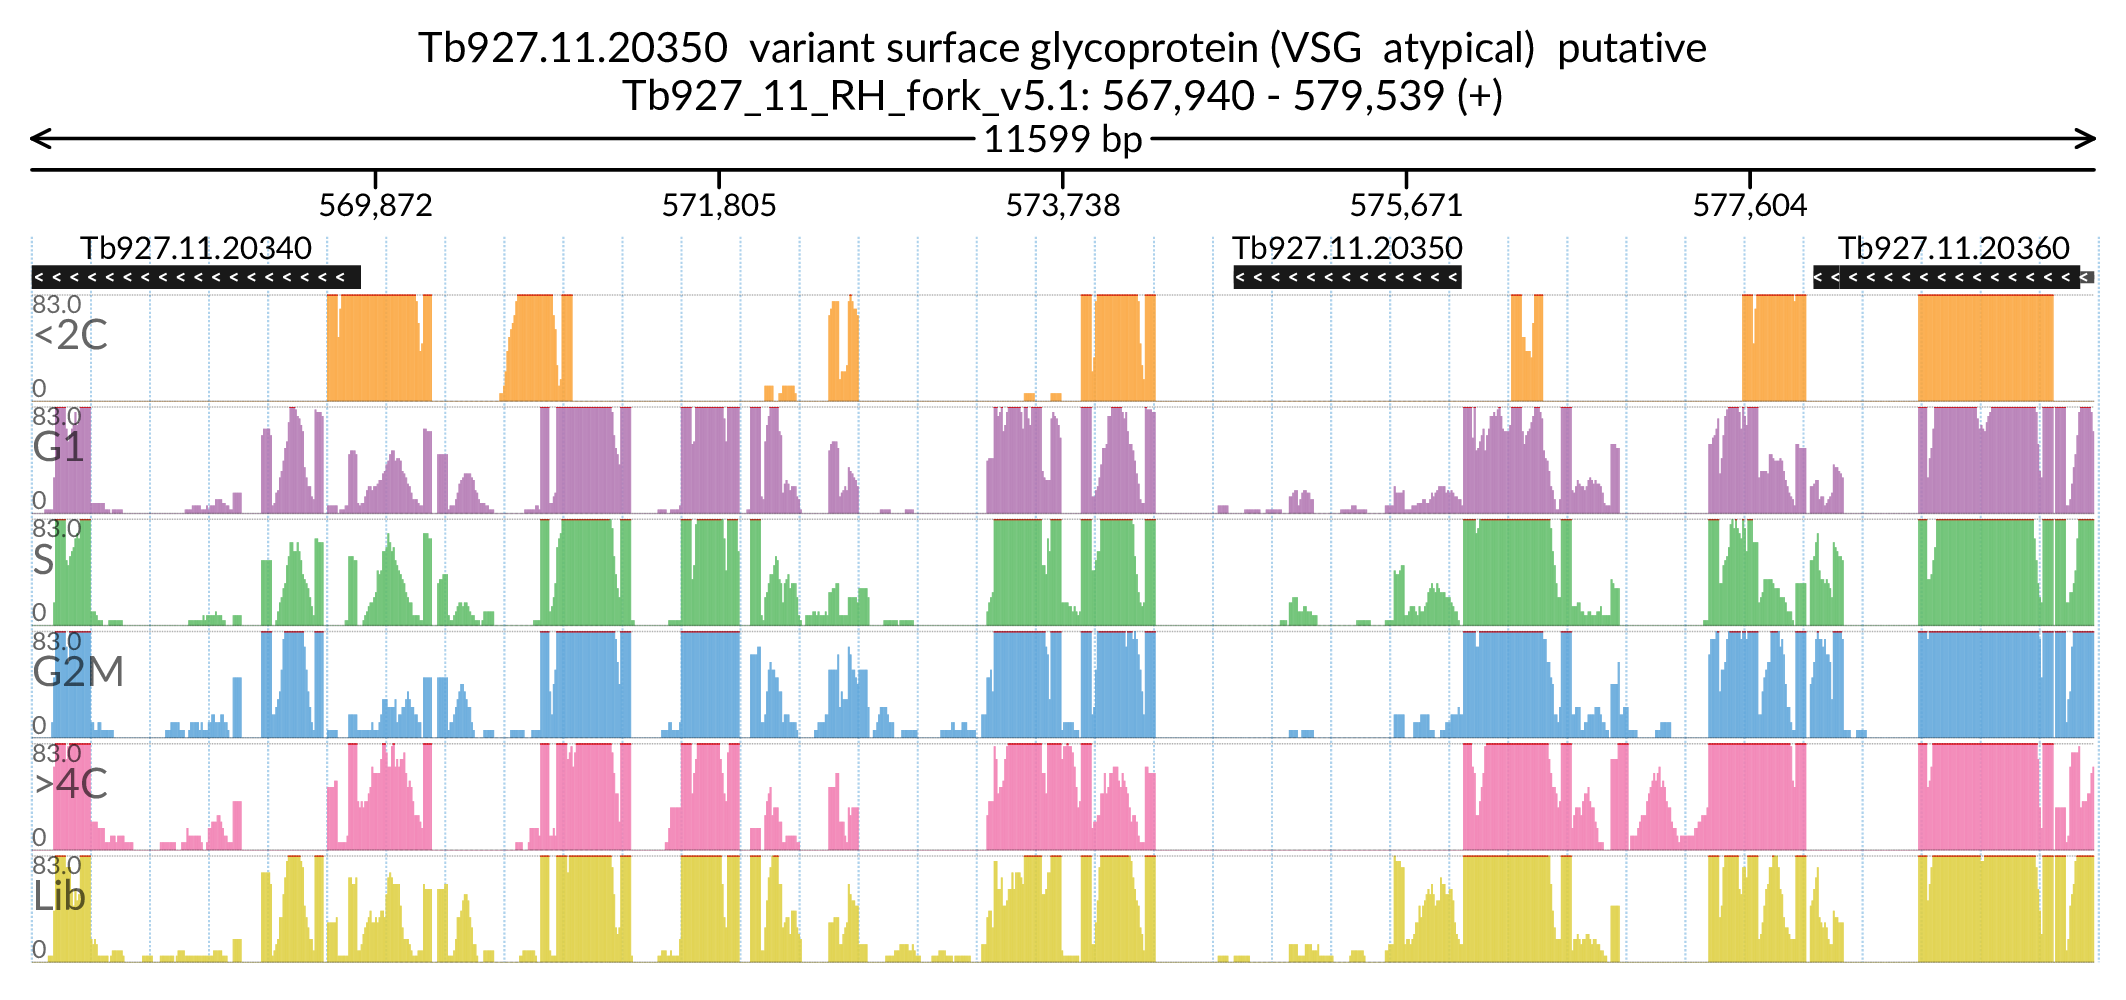 Tb927.11.20350  variant surface glycoprotein (VSG  atypical)  putative
Tb927_11_RH_fork_v5.1: 567,940 - 579,539 (+)
11599 bp
569,872 571,805 573,738 575,671 577,604
Tb927.11.20340 Tb927.11.20350 Tb927.11.20360
83.0
<2C
0
83.0
G1
0
83.0
S
0
83.0
G2M
0
83.0
>4C
0
83.0
Lib
0